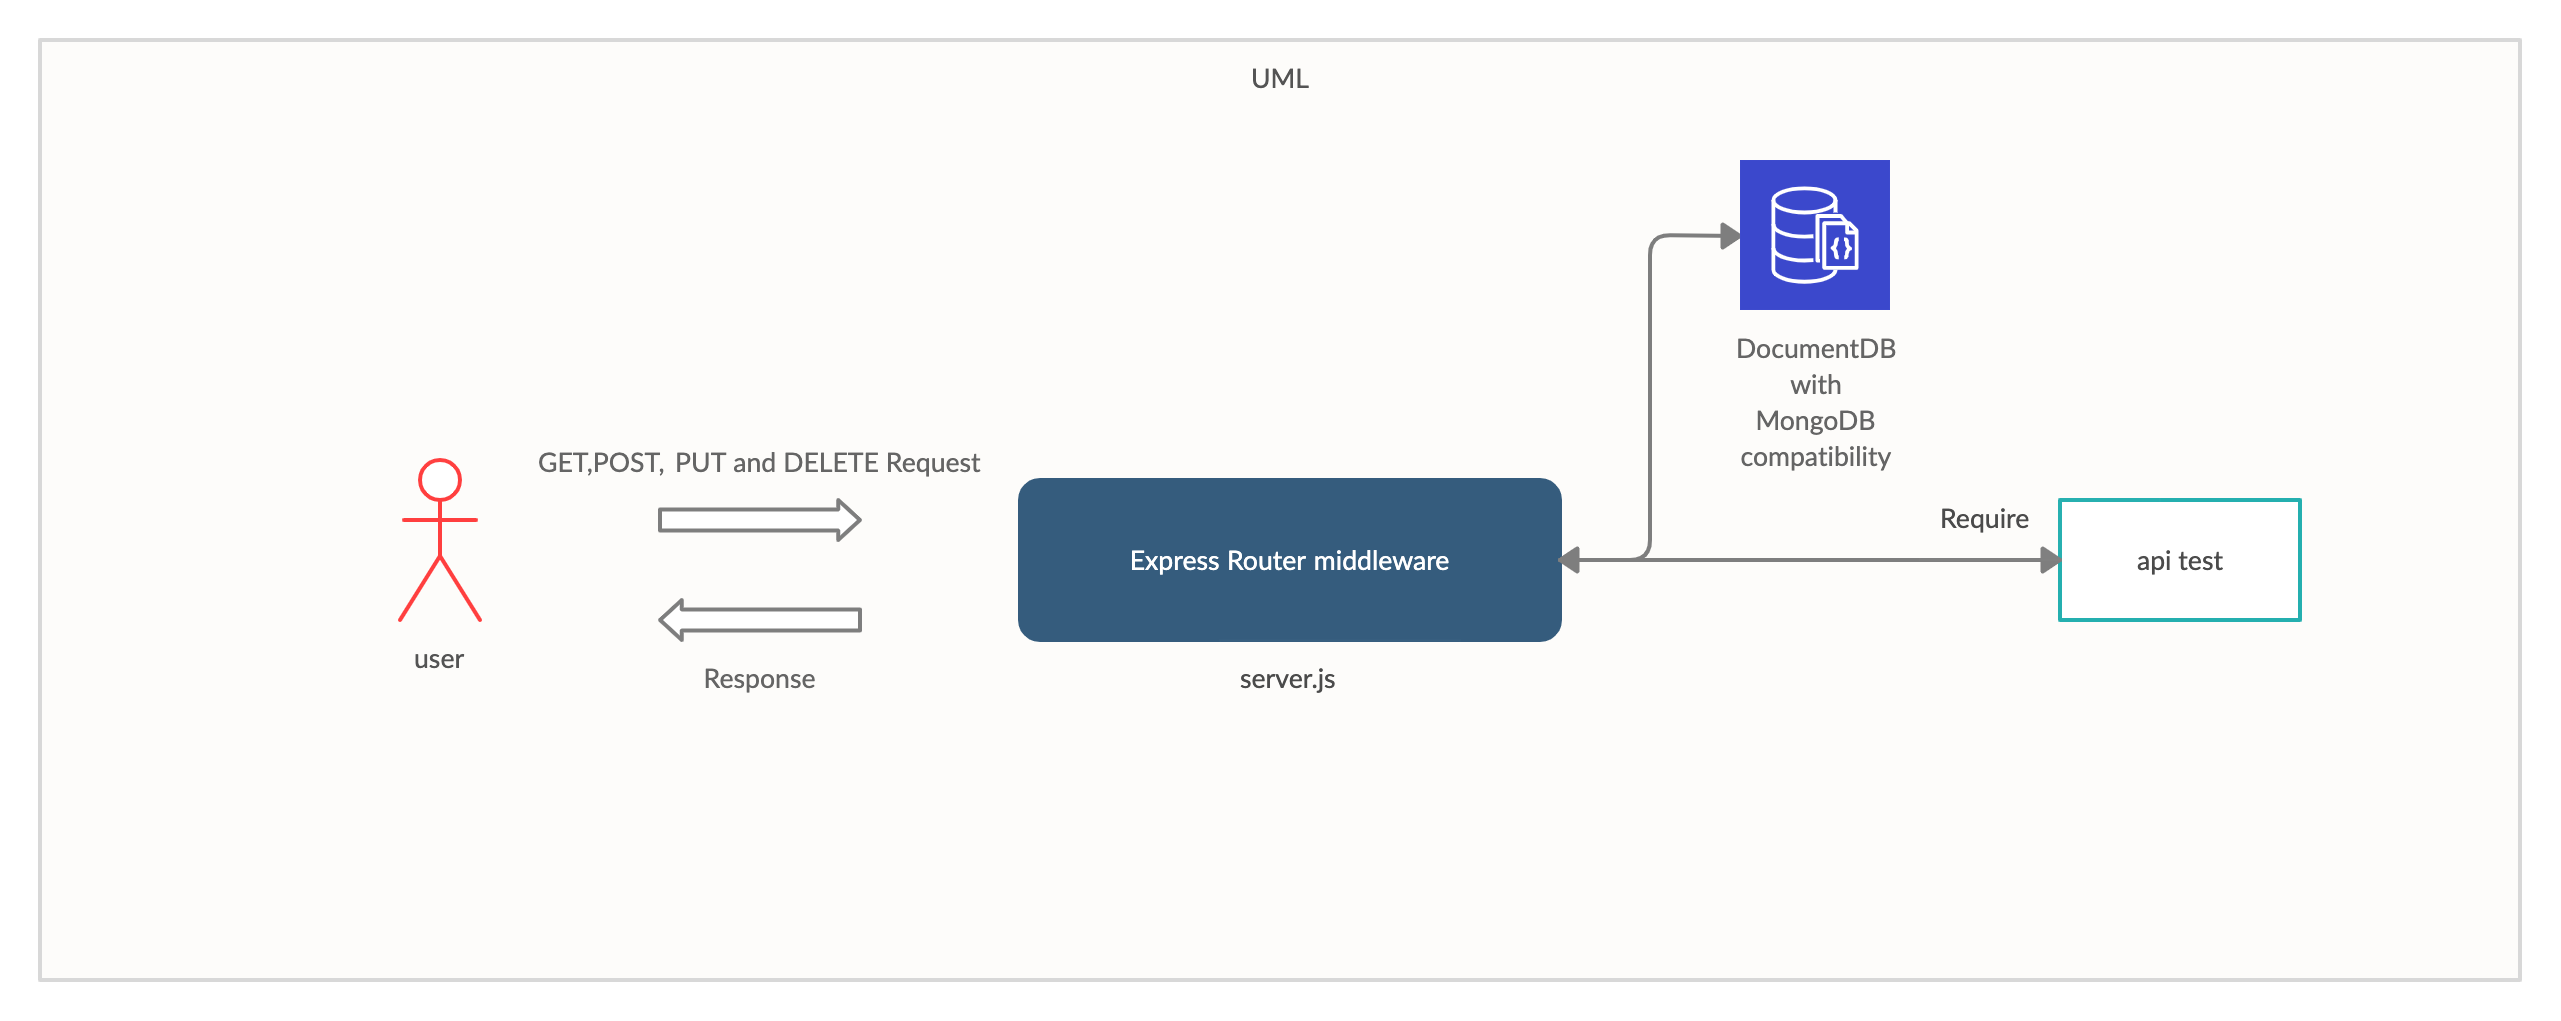 UML
DocumentDB
with
MongoDB
compatibility
GET,POST, PUT and DELETE Request
Require
Express Router middleware
api test
user
Response
server.js